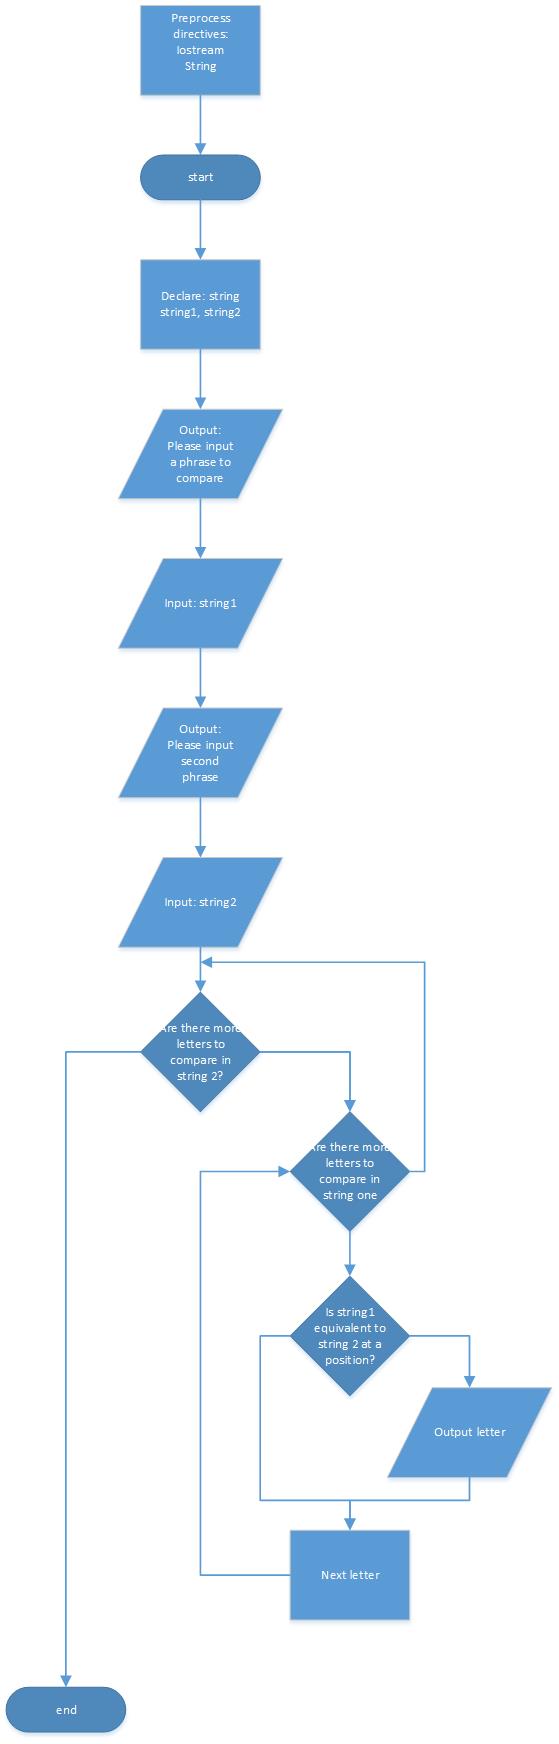 Preprocess
directives:
Iostream
String
start
Declare: string
string1, string2
Output:
Please input
a phrase to
compare
Input: string1
Output:
Please input
second
phrase
Input: string2
Are there more
letters to
compare in
string 2?
Are there more
letters to
compare in
string one
Is string1
equivalent to
string 2 at a
position?
Output letter
Next letter
end